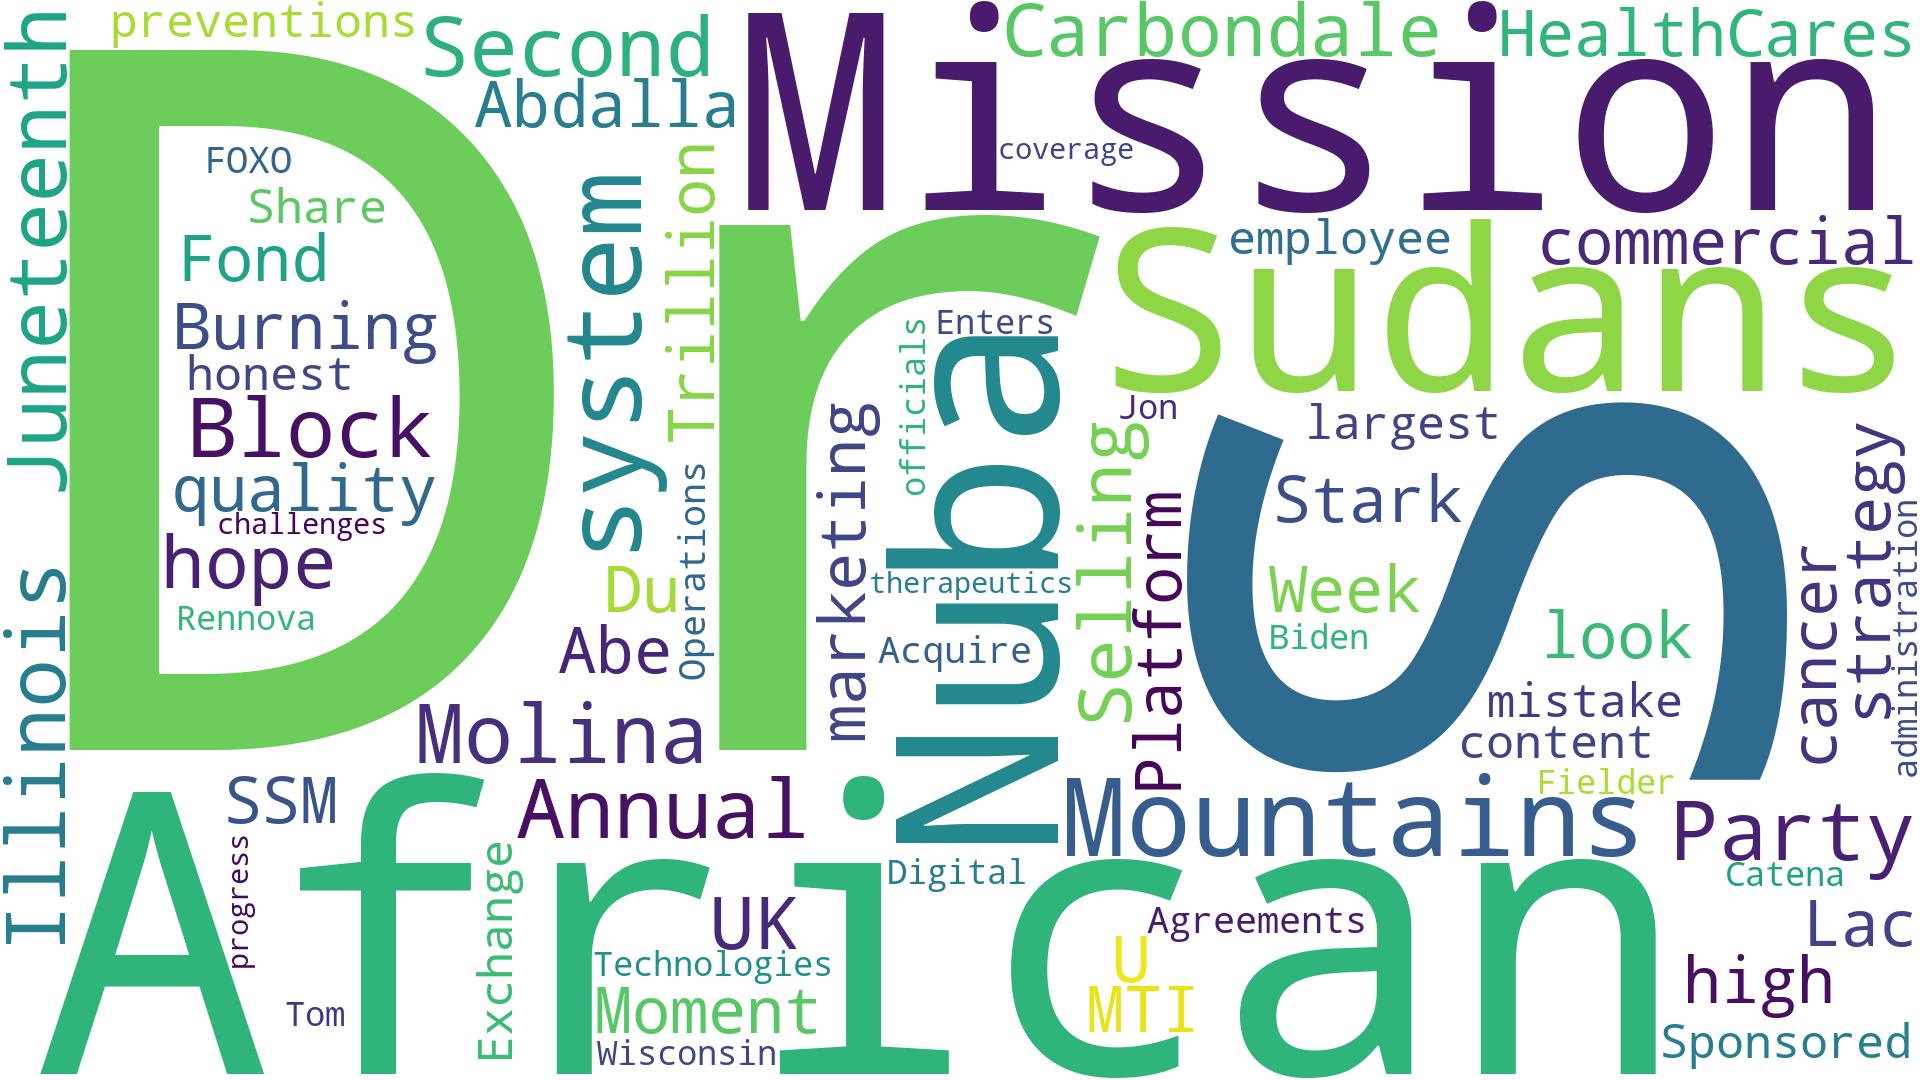 preventions
Second
Mission
Carbondale
HealthCares
Juneteenth
Dr
Abdalla
coverage
FOXO
Share
Fond
Burning
honest
Block
quality
challenges
hope
Rennova
system
Trillion
Sudans
employee
commercial
Enters
officials
Nuba
marketing
Jon
Selling
largest
S
Stark
Platform
strategy
administration
cancer
Du
Operations
therapeutics
Week
Biden
look
Abe
Acquire
Illinois
Molina
mistake
content
Fielder
SSM
Annual
Mountains
Party
African
progress
Exchange
Digital
Catena
UK
Agreements
Lac
Technologies
U
high
Tom
Moment
MTI
Wisconsin
Sponsored